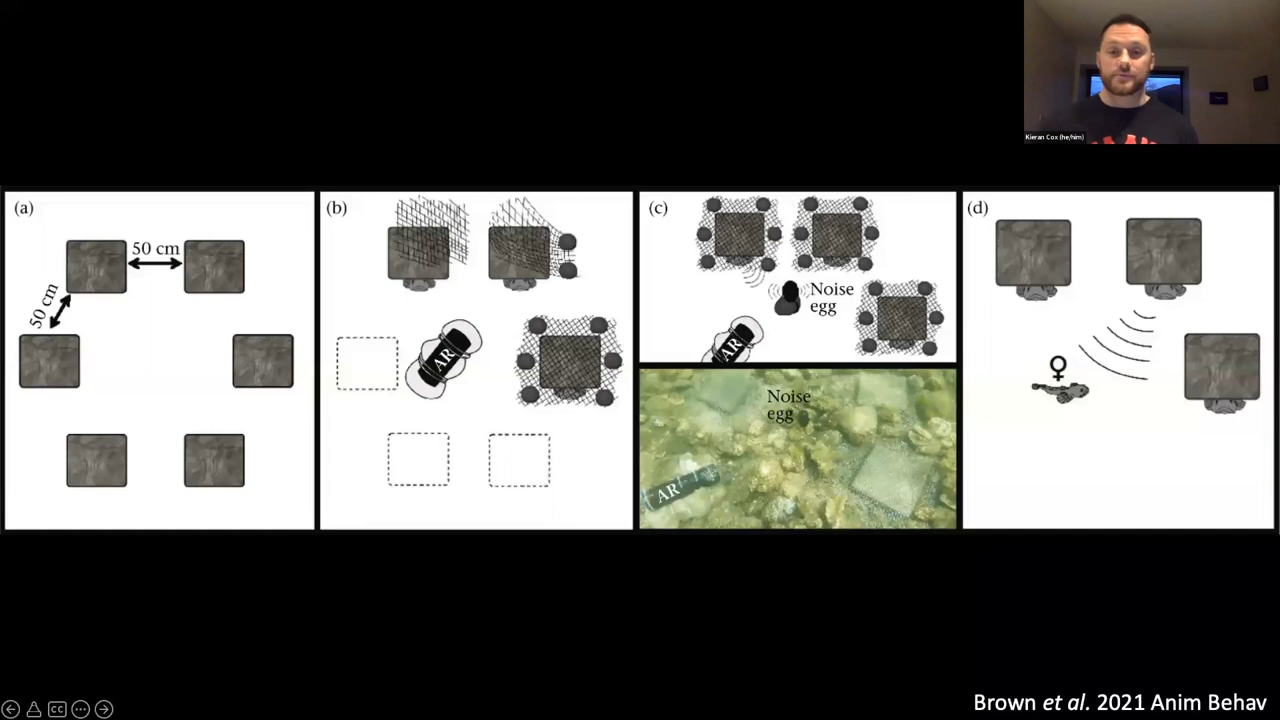 Kieran Cox (he/him)
(a)
50 cm
50 cm
(b)
AR
(c)
Noise
egg
AR
Noise
egg
AR
(d)
♀
CC
Brown et al. 2021 Anim Behav